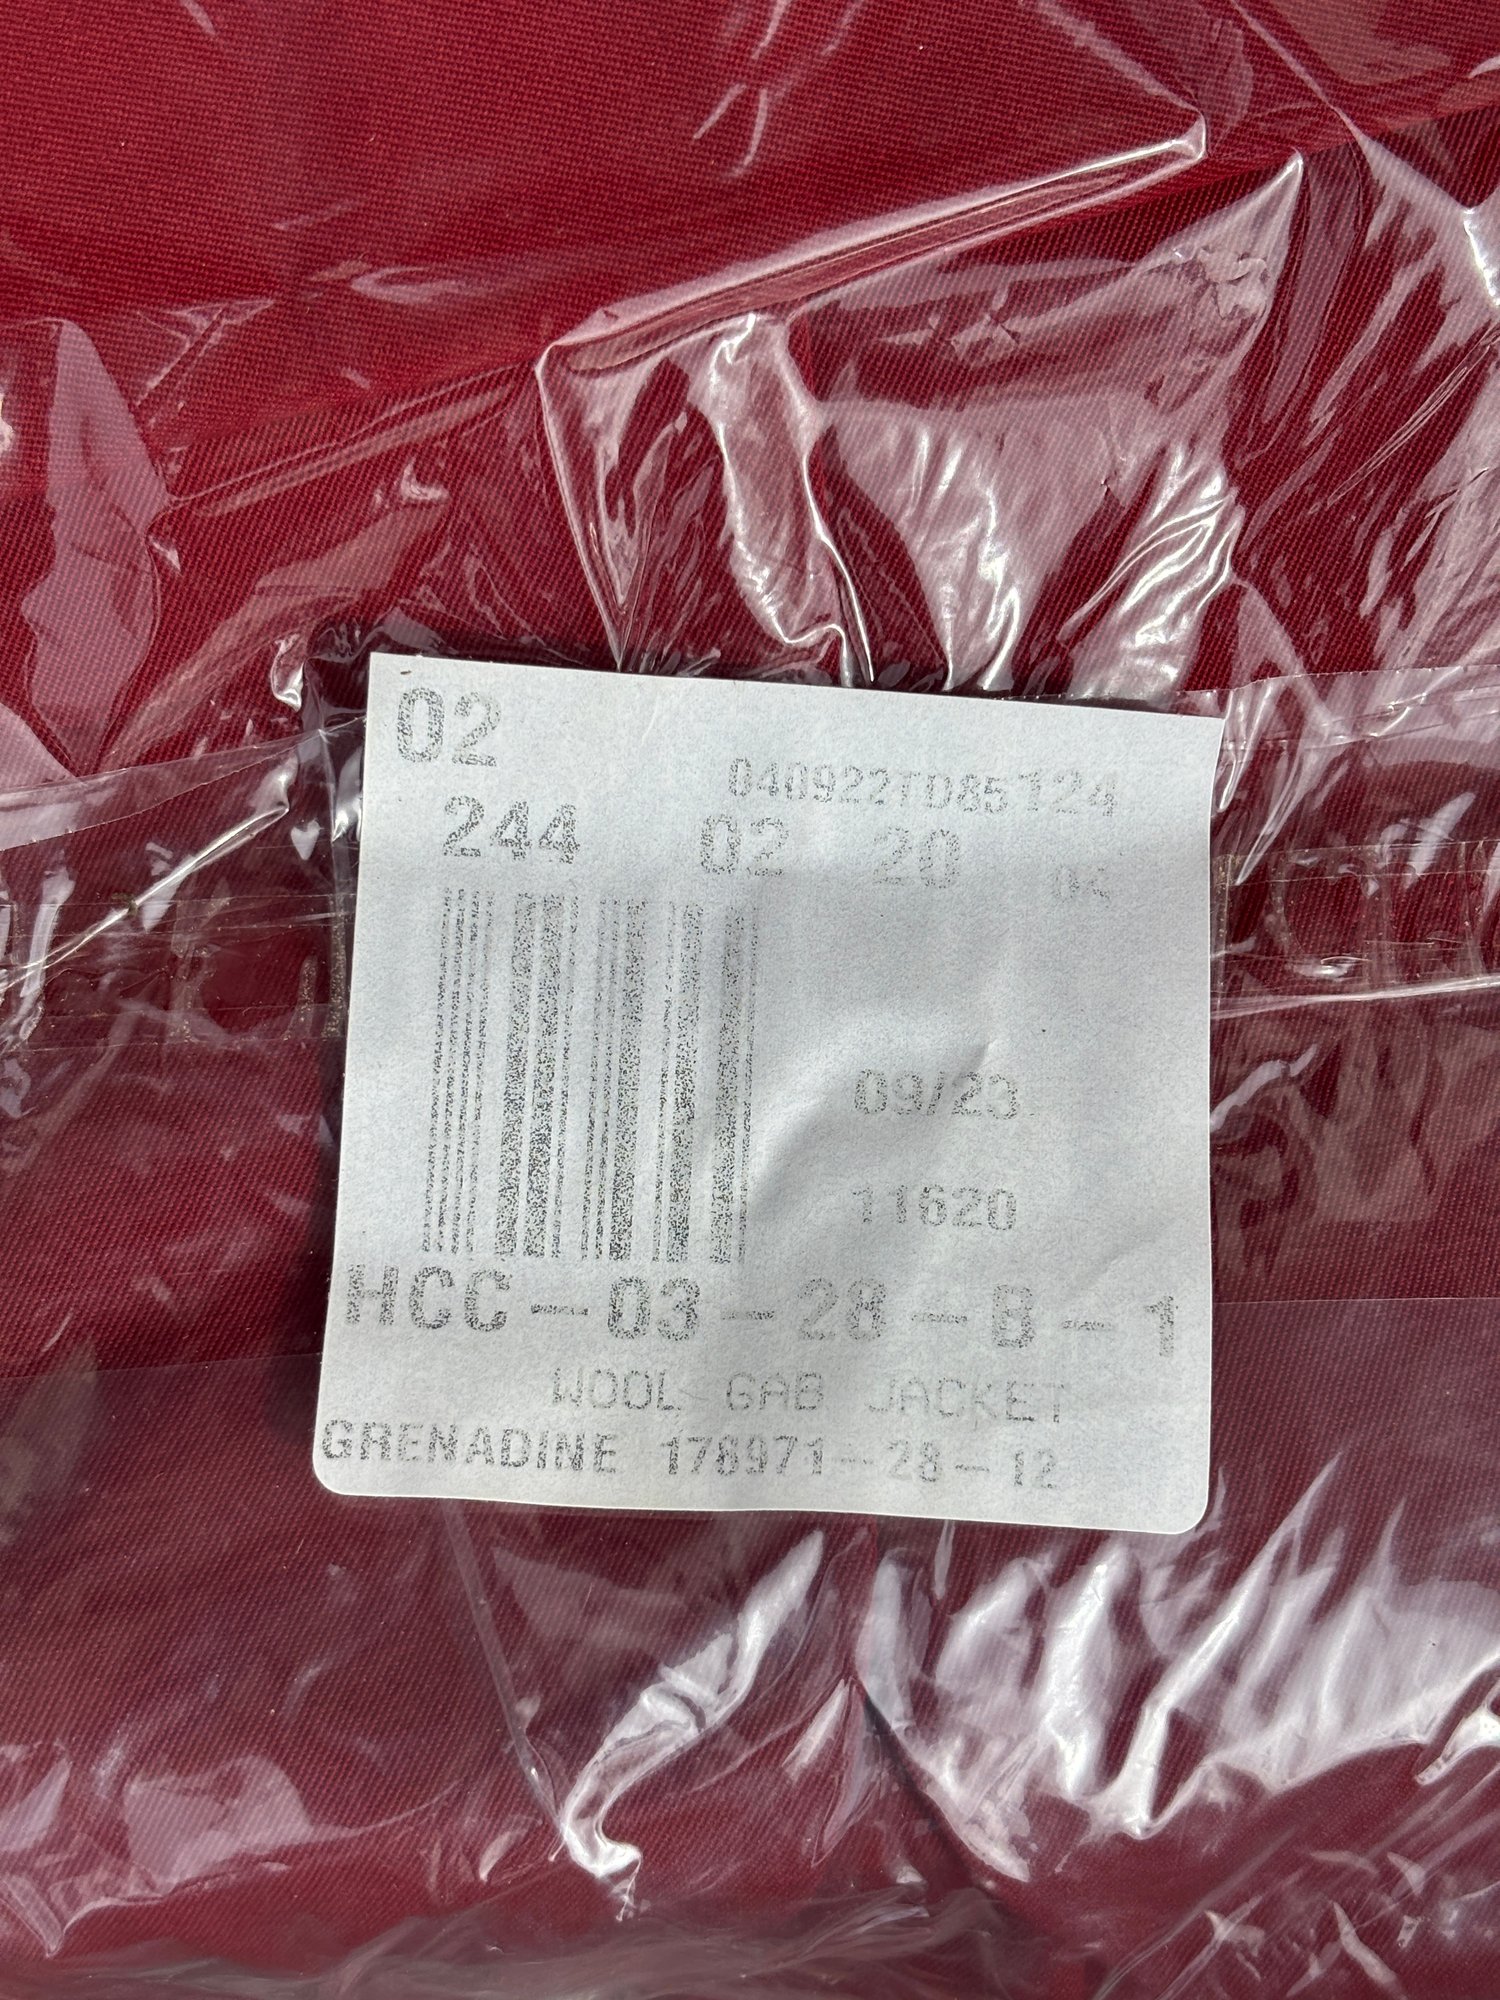 02
040922TD85124
244 02 20
09/23
11620
HCC-03-28-B-1
WOOL GAB JACKET
GRENADINE 178971-28-12